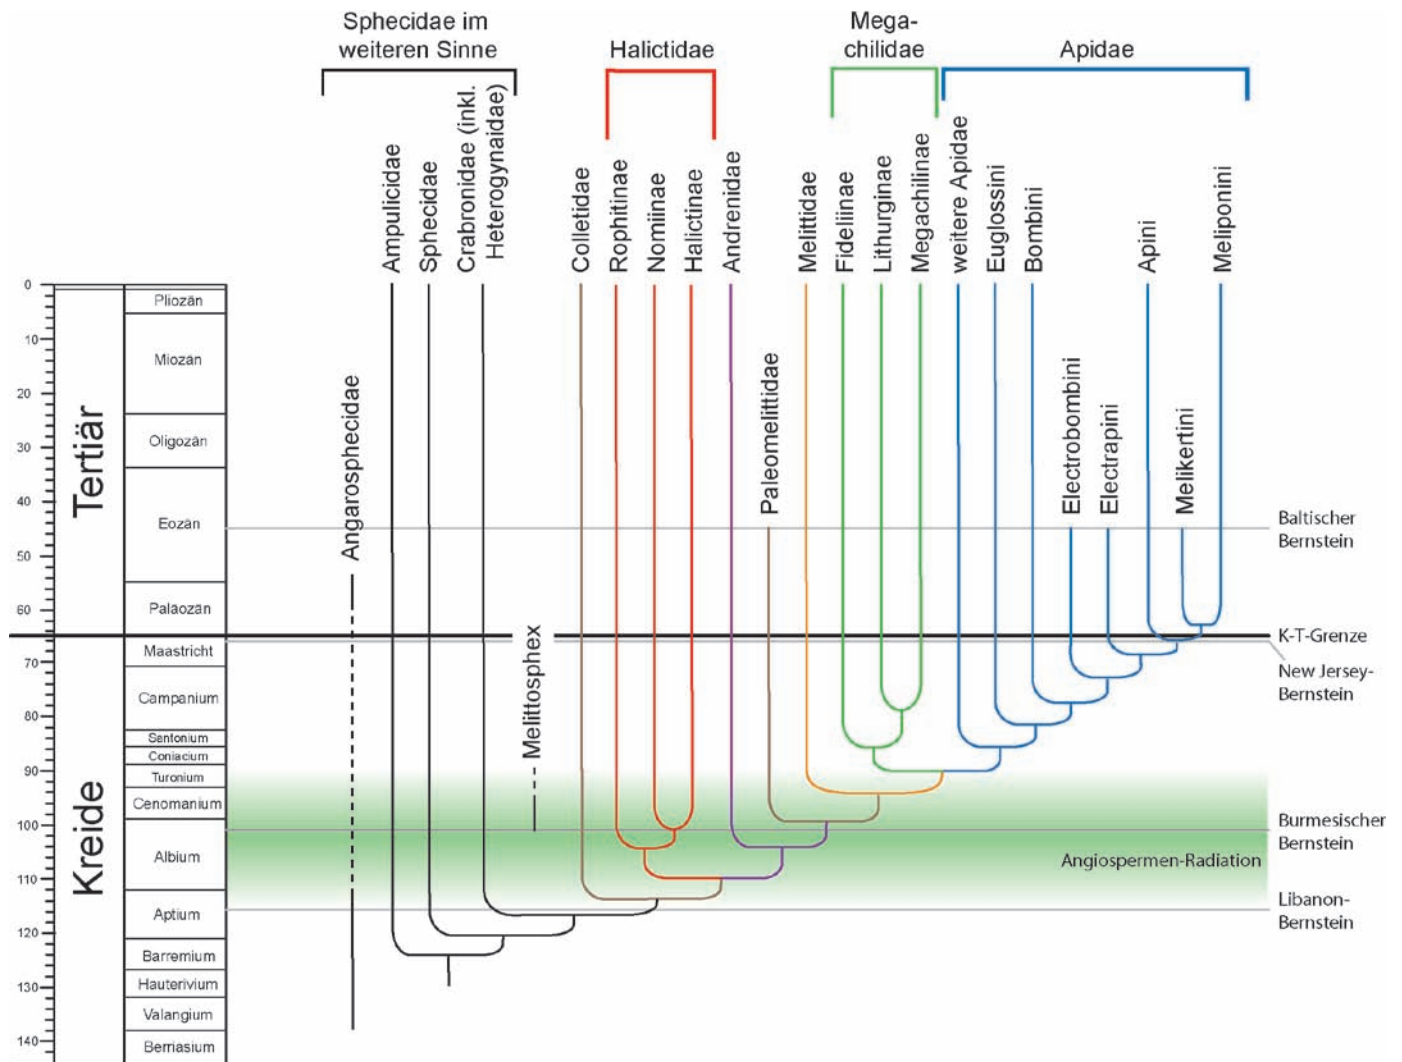 Sphecidae im
weiteren Sinne
Halictidae
Mega-
chilidae
Apidae
Ampulicidae
Sphecidae
Crabronidae (inkl.
Heterogynaidae)
Colletidae
Rophitinae
Nomiinae
Halictinae
Andrenidae
Melittidae
Fideliinae
Lithurginae
Megachilinae
weitere Apidae
Euglossini
Bombini
Apini
Meliponini
Angarosphecidae
Melittosphex
Paleomelittidae
Electrobombini
Electrapini
Melikertini
0
10
20
30
40
50
60
70
80
90
100
110
120
130
140
Tertiär
Kreide
Pliozän
Miozän
Oligozän
Eozän
Paläozän
Maastricht
Campanium
Santonium
Coniacium
Turonium
Cenomanium
Albium
Aptium
Barremium
Hauterivium
Valangium
Berriasium
Baltischer
Bernstein
K-T-Grenze
New Jersey-
Bernstein
Burmesischer
Bernstein
Angiospermen-Radiation
Libanon-
Bernstein